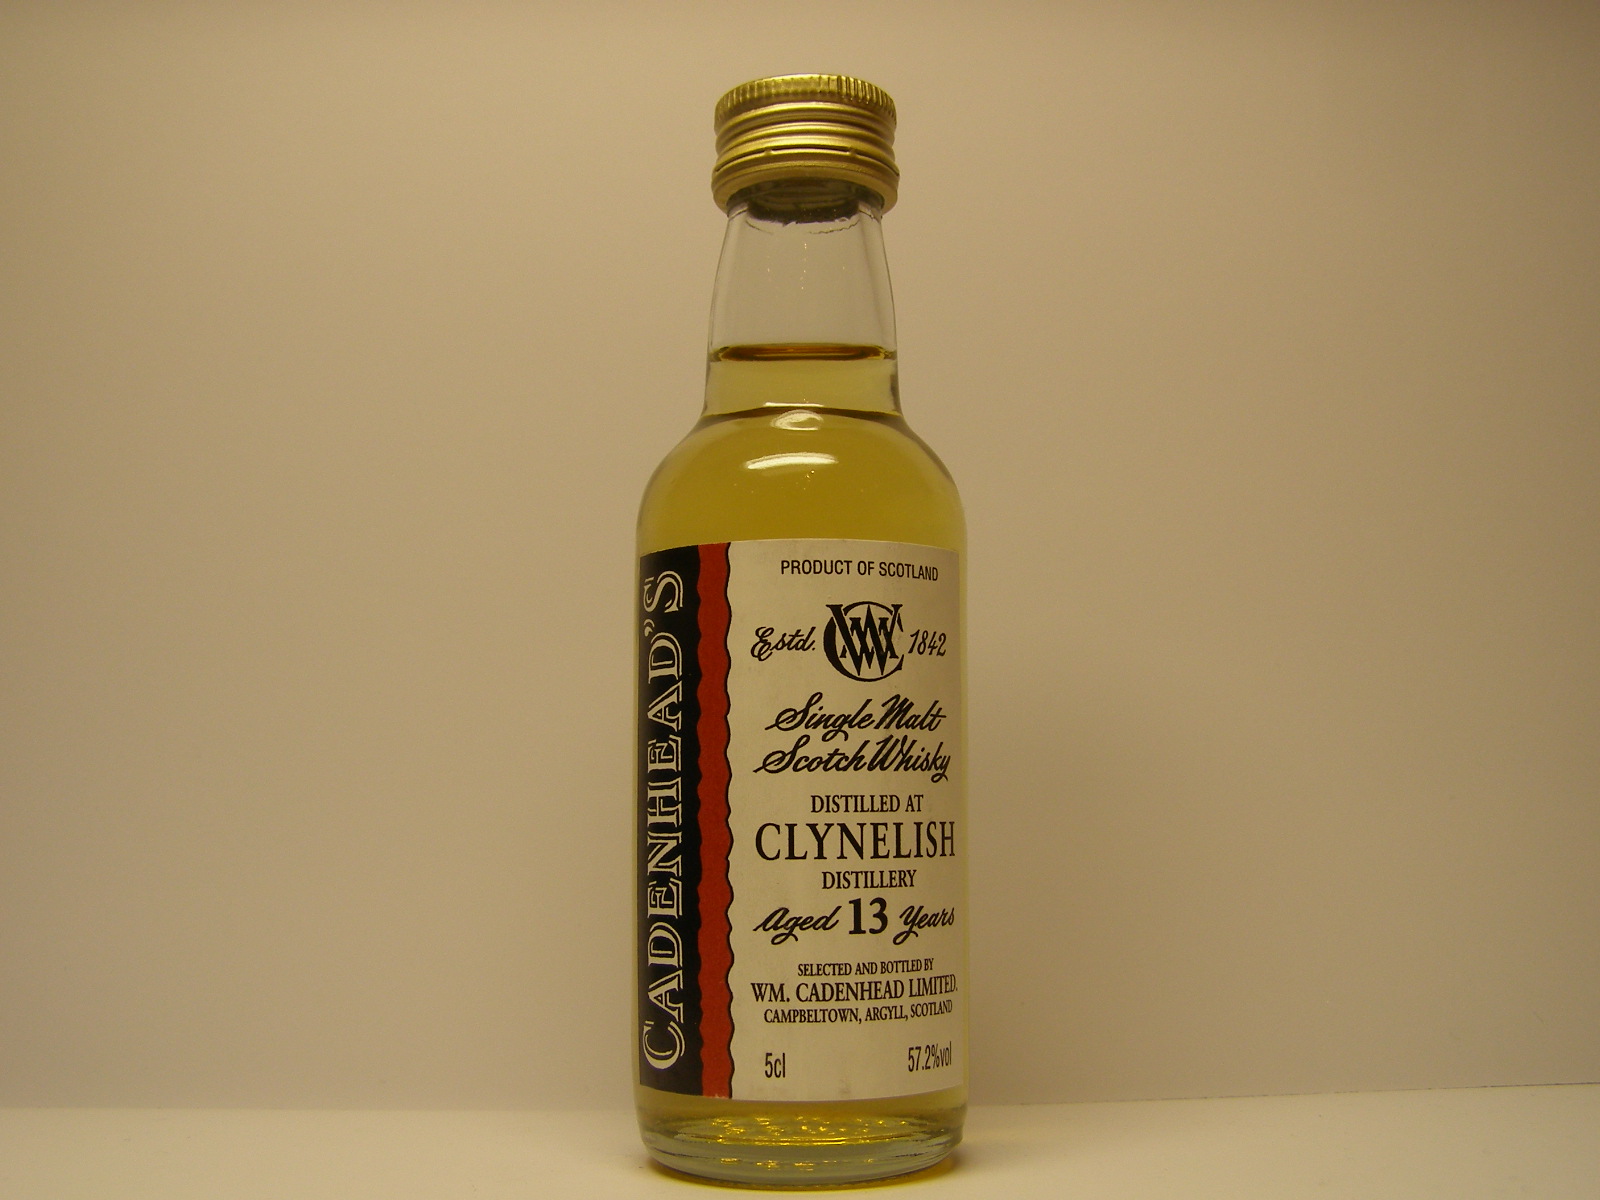 CADENHEAD'S
PRODUCT OF SCOTLAND
Estd. WC 1842
Single Malt
Scotch Whisky
DISTILLED AT
CLYNELISH
DISTILLERY
Aged 13 Years
SELECTED AND BOTTLED BY
WM. CADENHEAD LIMITED.
CAMPBELTOWN, ARGYLL, SCOTLAND
5cl 57.2%vol